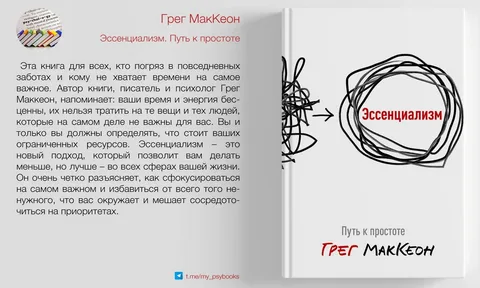 Грег МакКеон
Эссенциализм. Путь к простоте
Эта книга для всех, кто погряз в повседневных
заботах и кому не хватает времени на самое
важное. Автор книги, писатель и психолог Грег
Маккеон, напоминает: ваши время и энергия бес-
ценны, их нельзя тратить на те вещи и тех людей,
которые на самом деле не важны для вас. Вы и
только вы должны определять, что стоит ваших
ограниченных ресурсов. Эссенциализм – это
новый подход, который позволит вам делать
меньше, но лучше – во всех сферах вашей жизни.
Он очень четко разъясняет, как сфокусироваться
на самом важном и избавиться от всего того не-
нужного, что вас окружает и мешает сосредото-
читься на приоритетах.
t.me/my_psybooks
Эссенциализм
Путь к простоте
Грег МакКеон